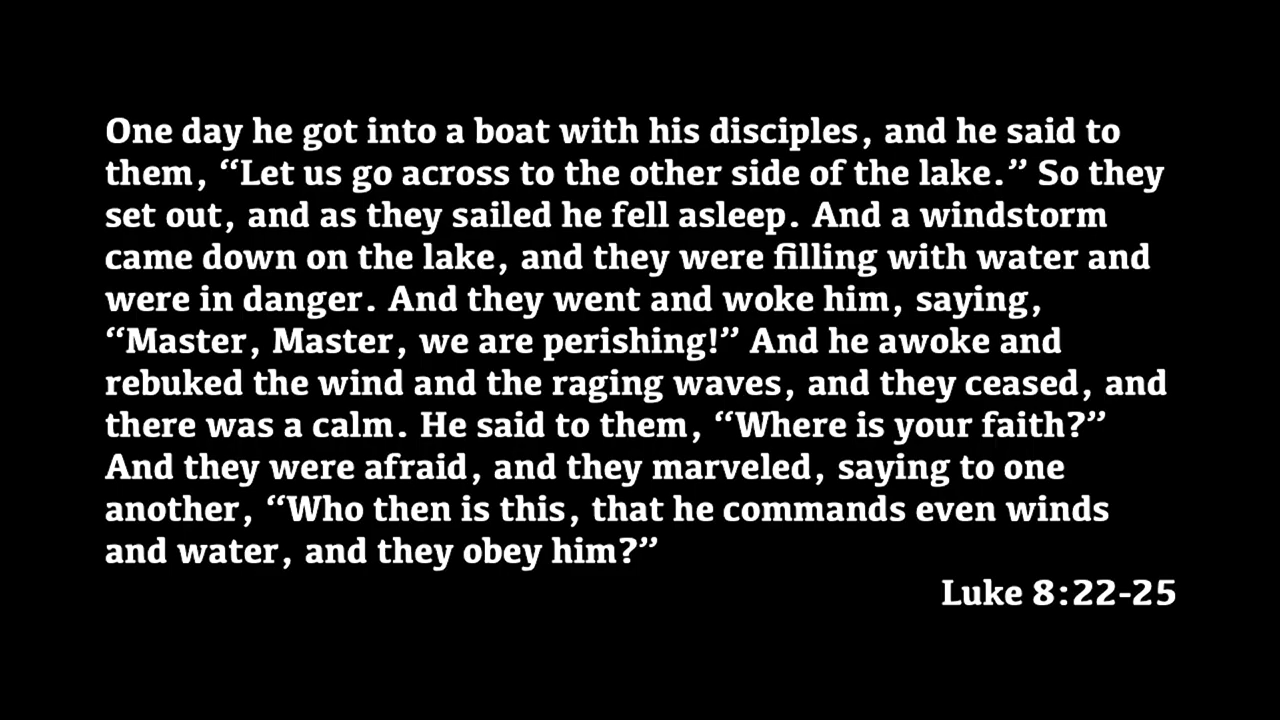 One day he got into a boat with his disciples, and he said to
them, “Let us go across to the other side of the lake.” So they
set out, and as they sailed he fell asleep. And a windstorm
came down on the lake, and they were filling with water and
were in danger. And they went and woke him, saying,
“Master, Master, we are perishing!” And he awoke and
rebuked the wind and the raging waves, and they ceased, and
there was a calm. He said to them, “Where is your faith?”
And they were afraid, and they marveled, saying to one
another, “Who then is this, that he commands even winds
and water, and they obey him?”
Luke 8:22-25